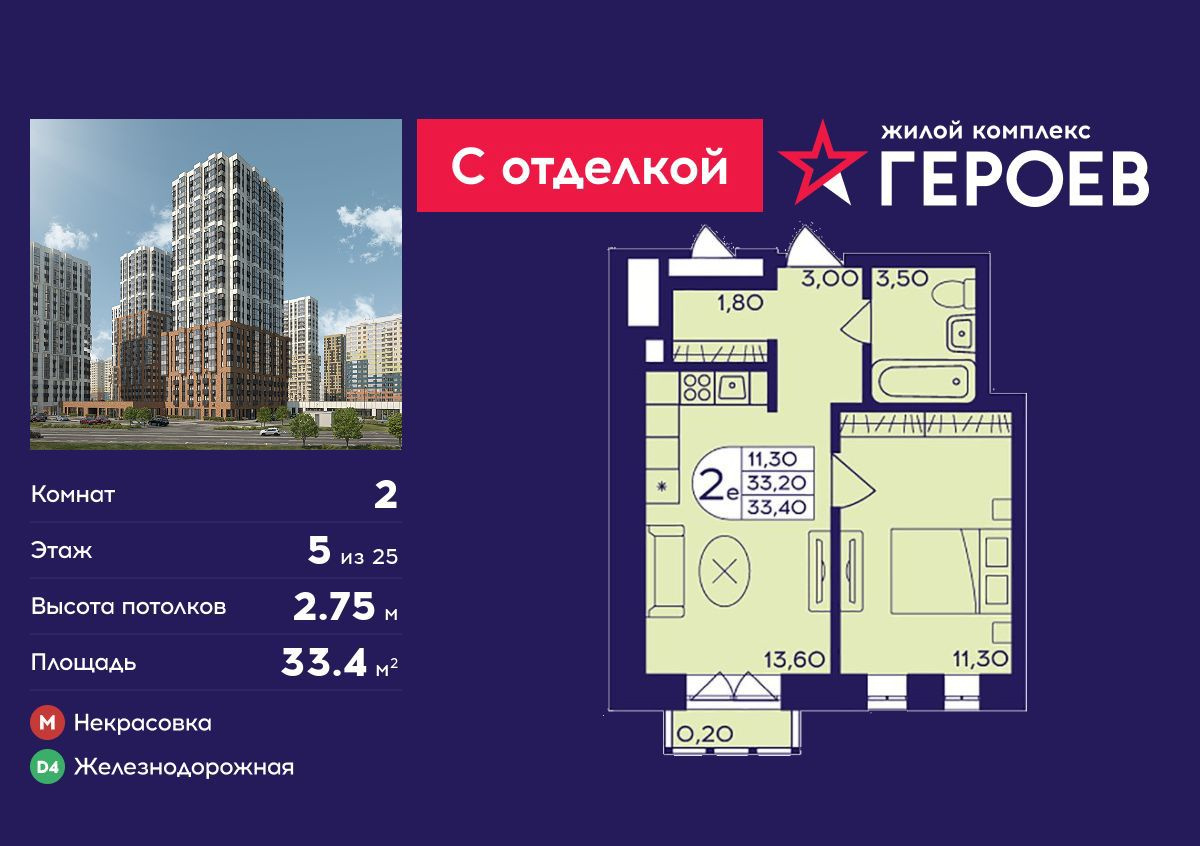 С отделкой
ЖИЛОЙ КОМПЛЕКС
ГЕРОЕВ
Комнат 2
Этаж 5 из 25
Высота потолков 2.75 м
Площадь 33.4 м²
М Некрасовка
D4 Железнодорожная
1,80
3,00
3,50
2е
11,30
33,20
33,40
13,60
11,30
0,20